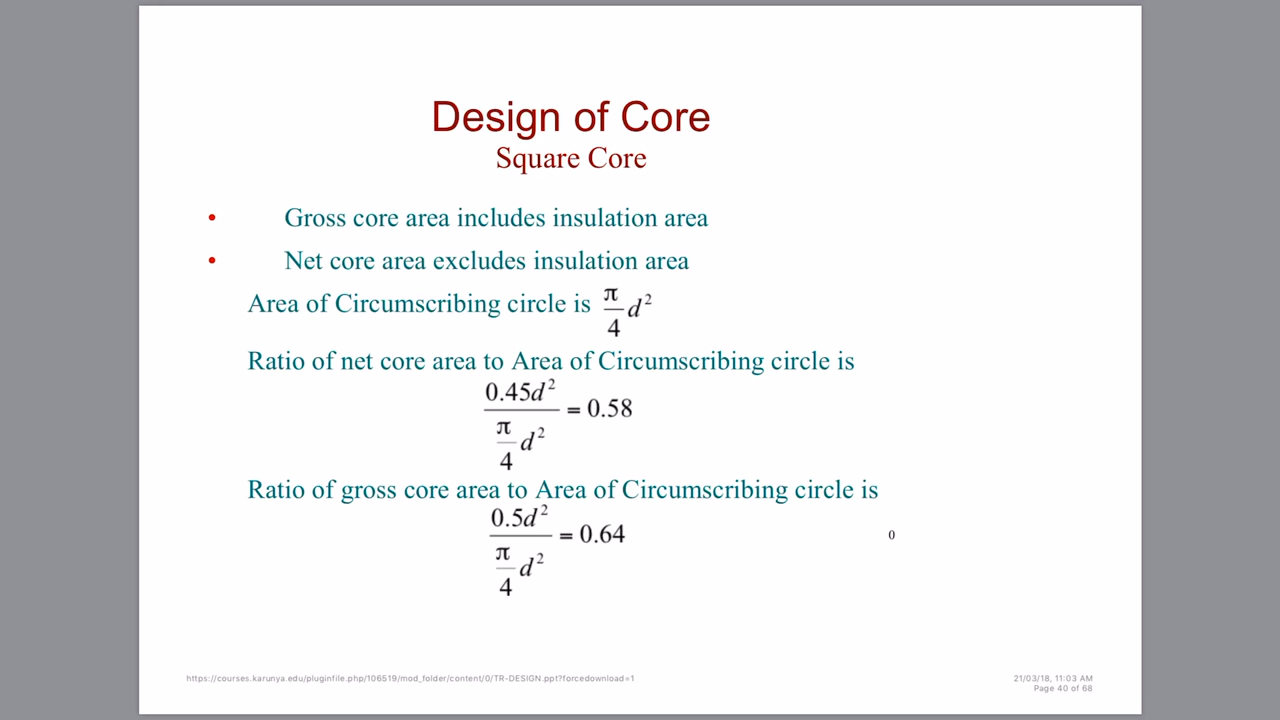 Design of Core
Square Core
• Gross core area includes insulation area
• Net core area excludes insulation area
Area of Circumscribing circle is π/4 d²
Ratio of net core area to Area of Circumscribing circle is
0.45d² / (π/4 d²) = 0.58
Ratio of gross core area to Area of Circumscribing circle is
0.5d² / (π/4 d²) = 0.64
0
https://courses.karunya.edu/pluginfile.php/106519/mod_folder/content/0/TR-DESIGN.ppt?forcedownload=1
21/03/18, 11:03 AM
Page 40 of 68